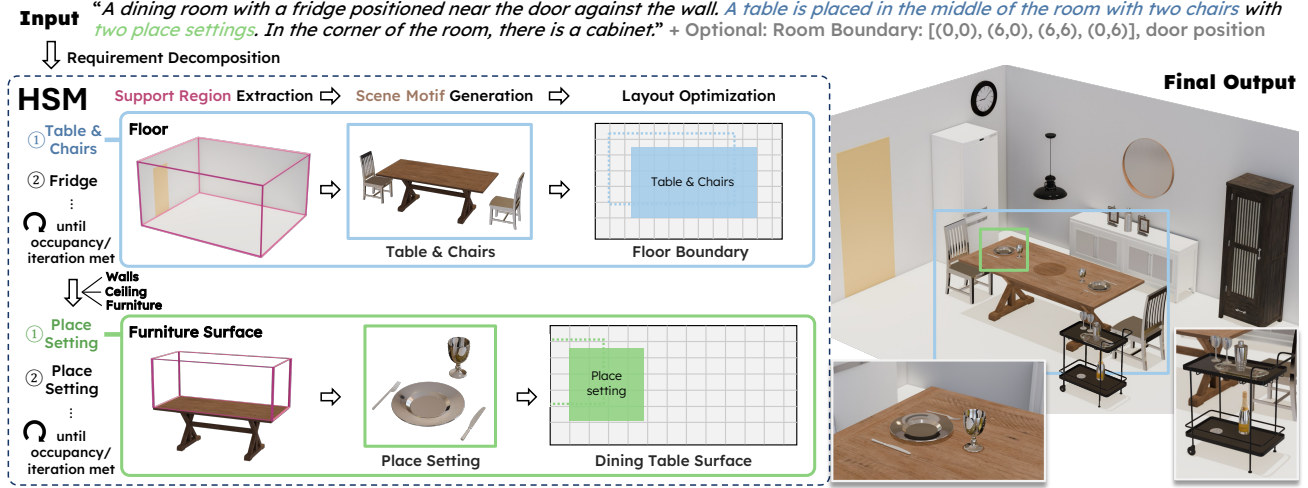 Input "A dining room with a fridge positioned near the door against the wall. A table is placed in the middle of the room with two chairs with
two place settings. In the corner of the room, there is a cabinet." + Optional: Room Boundary: [(0,0), (6,0), (6,6), (0,6)], door position
Requirement Decomposition
HSM
Support Region Extraction
Scene Motif Generation
Layout Optimization
① Table &
Chairs
② Fridge
⋮
until
occupancy/
iteration met
Floor
Table & Chairs
Table & Chairs
Floor Boundary
Walls
Ceiling
Furniture
① Place
Setting
② Place
Setting
⋮
until
occupancy/
iteration met
Furniture Surface
Place Setting
Place
setting
Dining Table Surface
Final Output